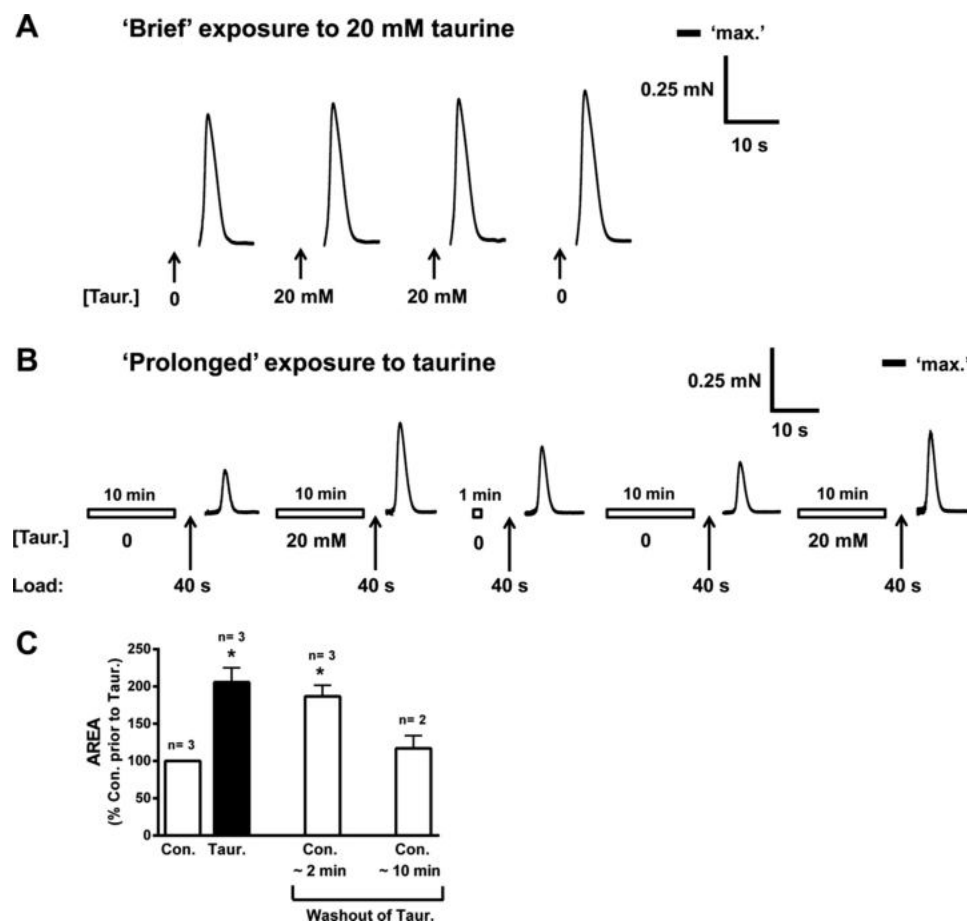 A
'Brief' exposure to 20 mM taurine
'max.'
0.25 mN
10 s
[Taur.] 0 20 mM 20 mM 0
B
'Prolonged' exposure to taurine
0.25 mN
'max.'
10 s
10 min 10 min 1 min 10 min 10 min
[Taur.] 0 20 mM 0 0 20 mM
Load: 40 s 40 s 40 s 40 s 40 s
C
AREA
(% Con. prior to Taur.)
250
200
150
100
50
0
n= 3
n= 3
*
n= 3
*
n= 2
Con. Taur. Con. Con.
~ 2 min ~ 10 min
Washout of Taur.